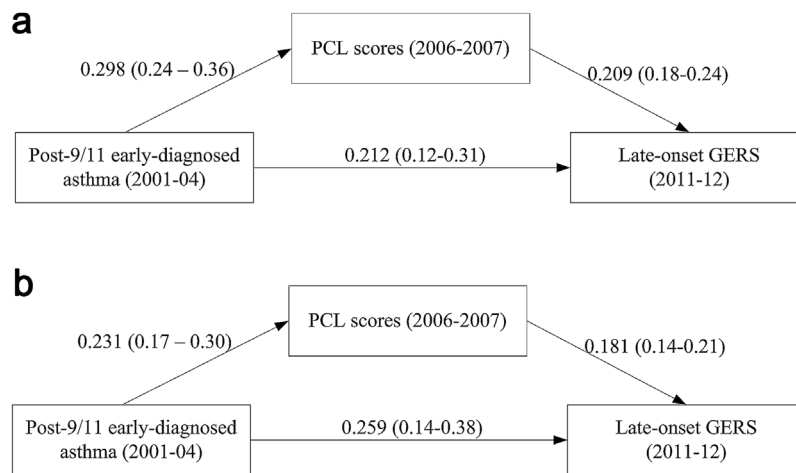 a
PCL scores (2006-2007)
0.298 (0.24 – 0.36)
0.209 (0.18-0.24)
Post-9/11 early-diagnosed
asthma (2001-04)
0.212 (0.12-0.31)
Late-onset GERS
(2011-12)
b
PCL scores (2006-2007)
0.231 (0.17 – 0.30)
0.181 (0.14-0.21)
Post-9/11 early-diagnosed
asthma (2001-04)
0.259 (0.14-0.38)
Late-onset GERS
(2011-12)